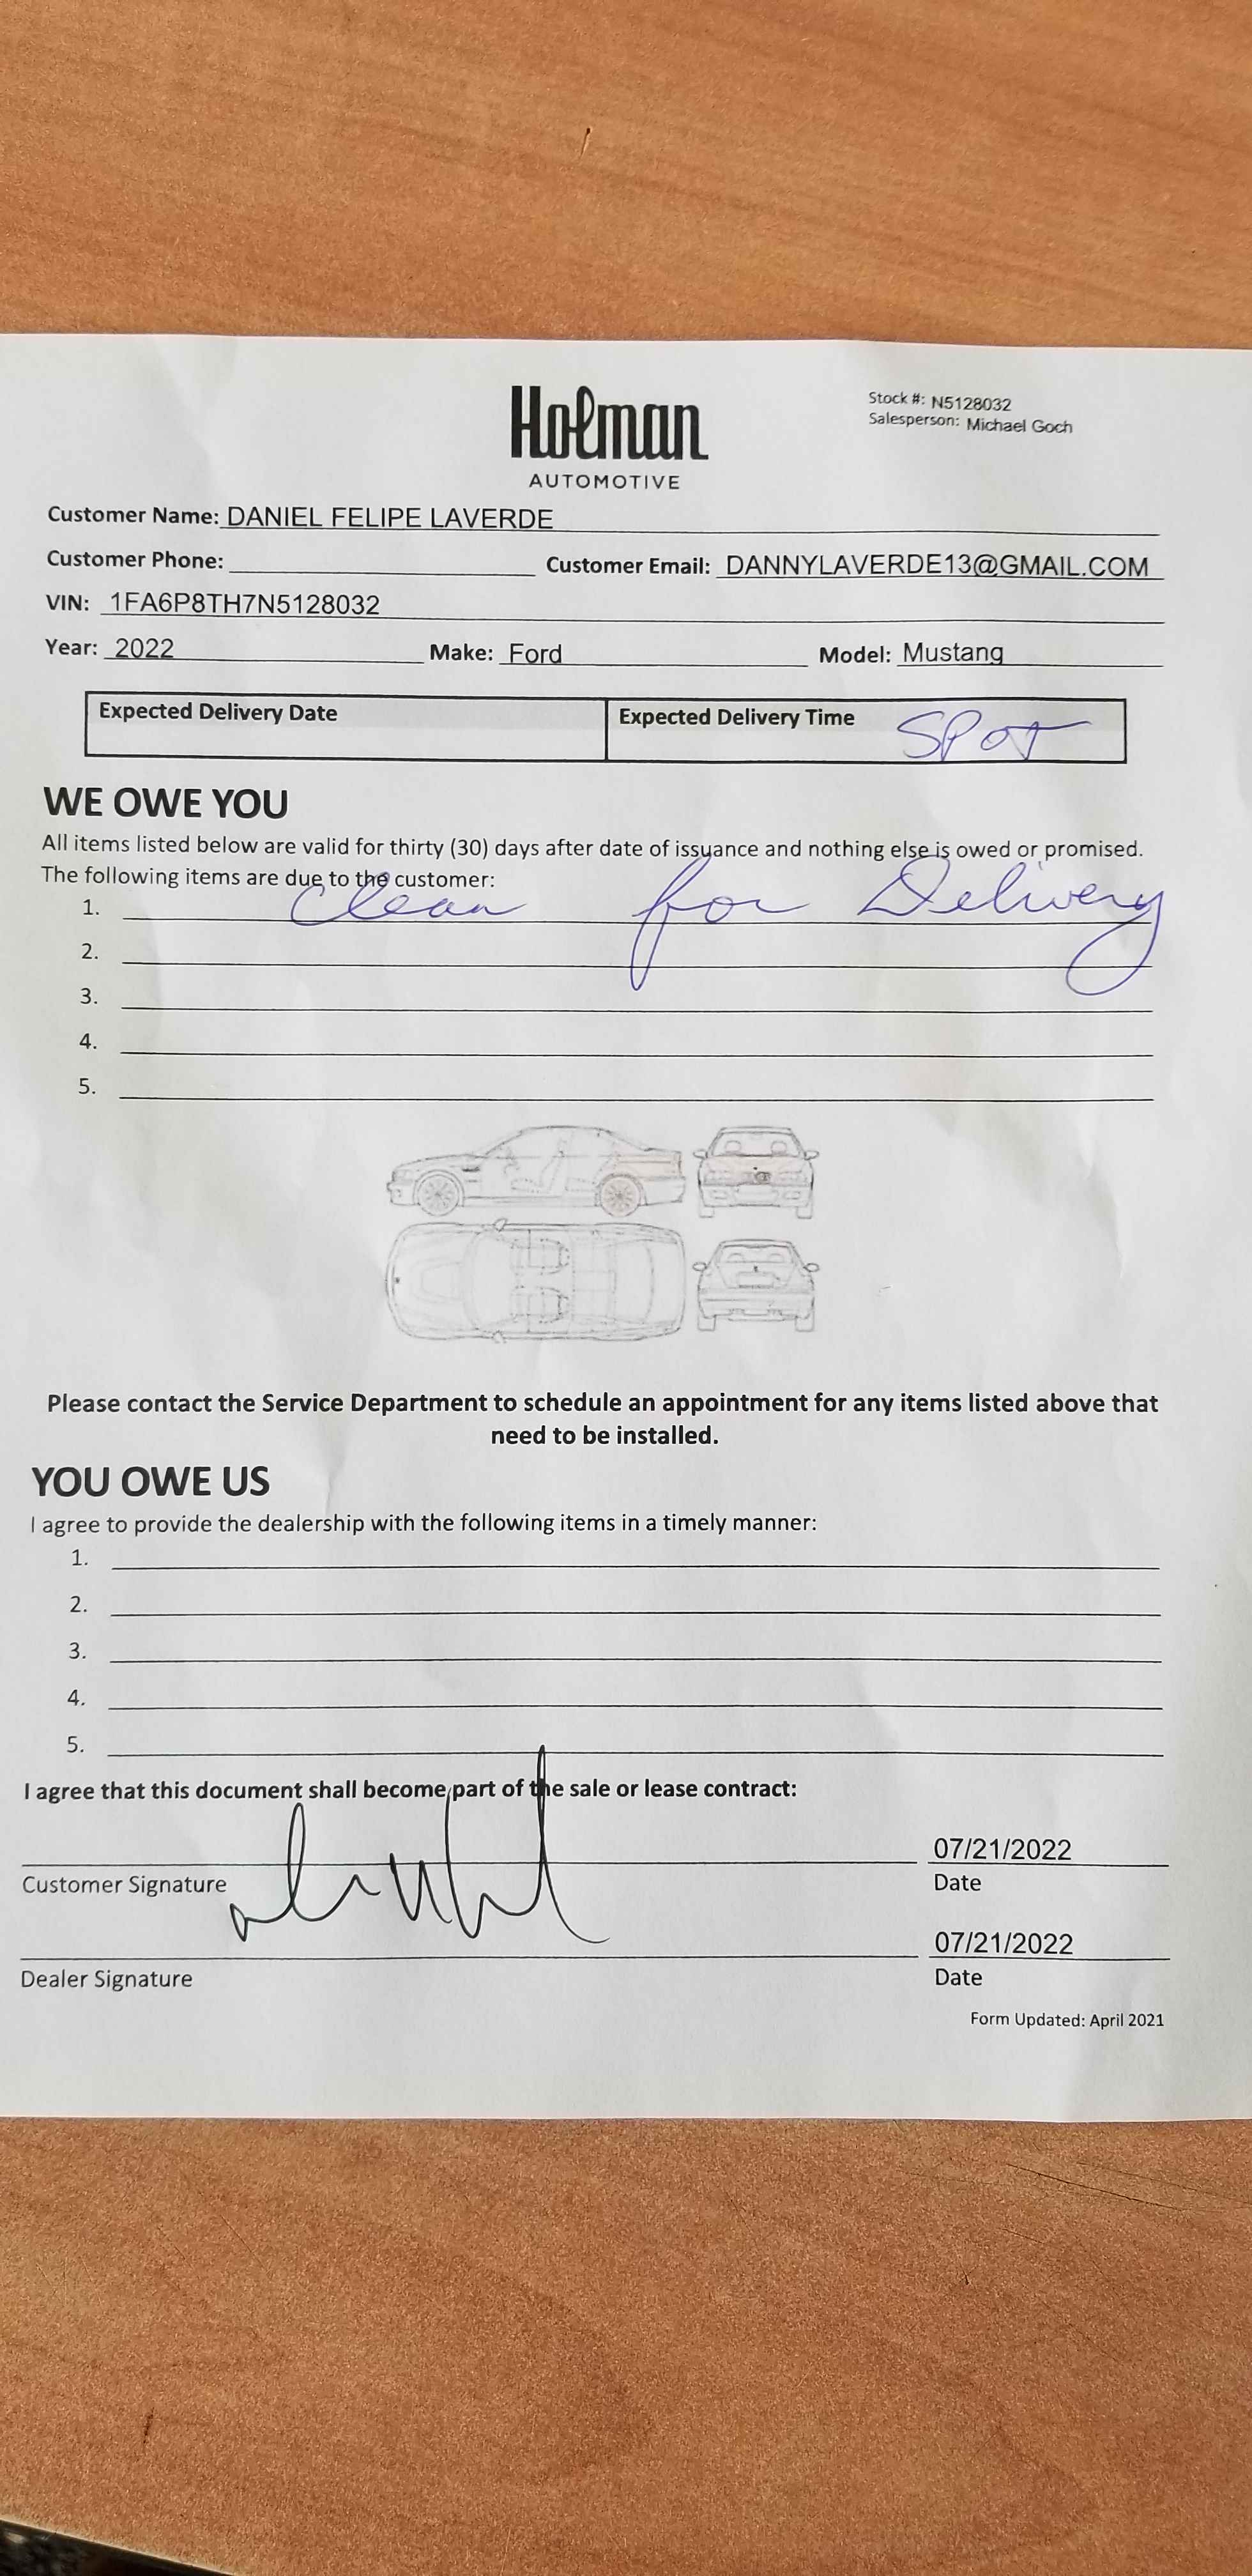 Holman
AUTOMOTIVE
Stock #: N5128032
Salesperson: Michael Goch
Customer Name: DANIEL FELIPE LAVERDE
Customer Phone: Customer Email: DANNYLAVERDE13@GMAIL.COM
VIN: 1FA6P8TH7N5128032
Year: 2022 Make: Ford Model: Mustang
Expected Delivery Date Expected Delivery Time SPOT
WE OWE YOU
All items listed below are valid for thirty (30) days after date of issuance and nothing else is owed or promised.
The following items are due to the customer:
1. Clean for Delivery
2.
3.
4.
5.
Please contact the Service Department to schedule an appointment for any items listed above that
need to be installed.
YOU OWE US
I agree to provide the dealership with the following items in a timely manner:
1.
2.
3.
4.
5.
I agree that this document shall become part of the sale or lease contract:
07/21/2022
Customer Signature Date
07/21/2022
Dealer Signature Date
Form Updated: April 2021